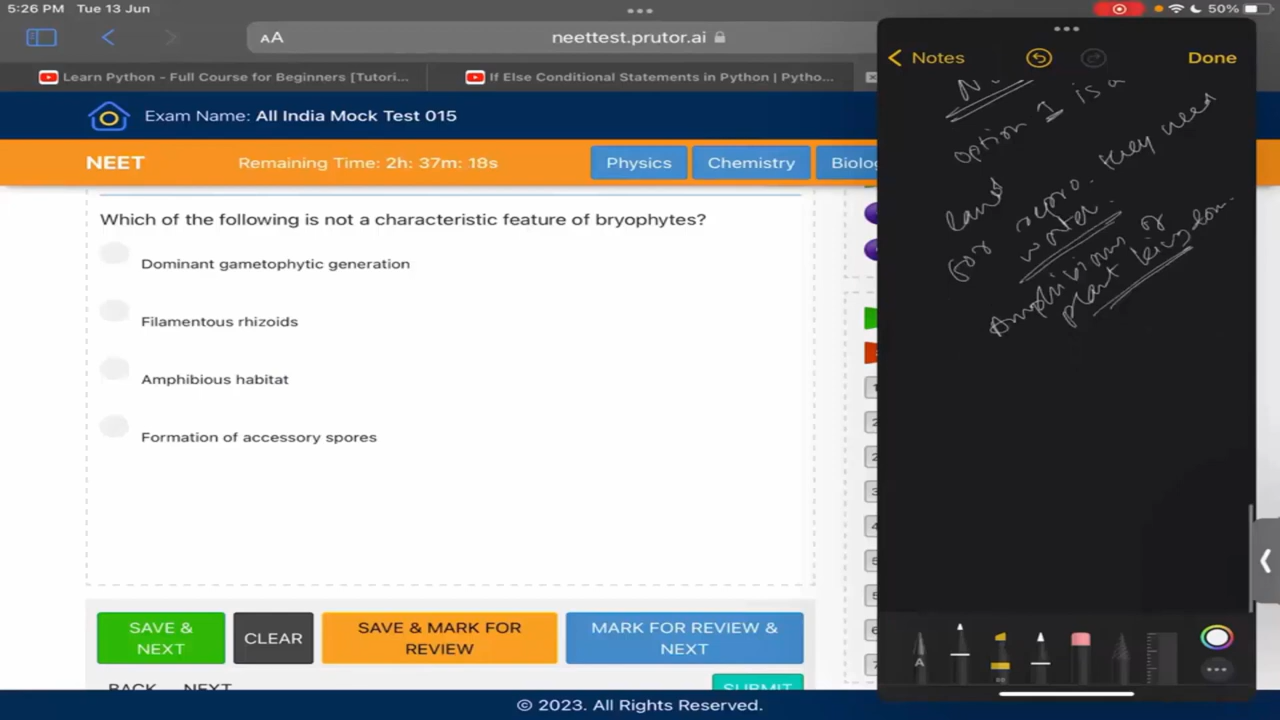 5:26 PM Tue 13 Jun
50%
AA
neettest.prutor.ai
Learn Python - Full Course for Beginners [Tutori...
If Else Conditional Statements in Python | Pytho...
Notes
Done
Exam Name: All India Mock Test 015
NEET
Remaining Time: 2h: 37m: 18s
Physics
Chemistry
Biolo
Which of the following is not a characteristic feature of bryophytes?
Dominant gametophytic generation
Filamentous rhizoids
Amphibious habitat
Formation of accessory spores
option 1 is a
land
for repro. they need
water.
Amphibians of
plant kingdom.
SAVE & NEXT
CLEAR
SAVE & MARK FOR REVIEW
MARK FOR REVIEW & NEXT
BACK
NEXT
SUBMIT
© 2023. All Rights Reserved.